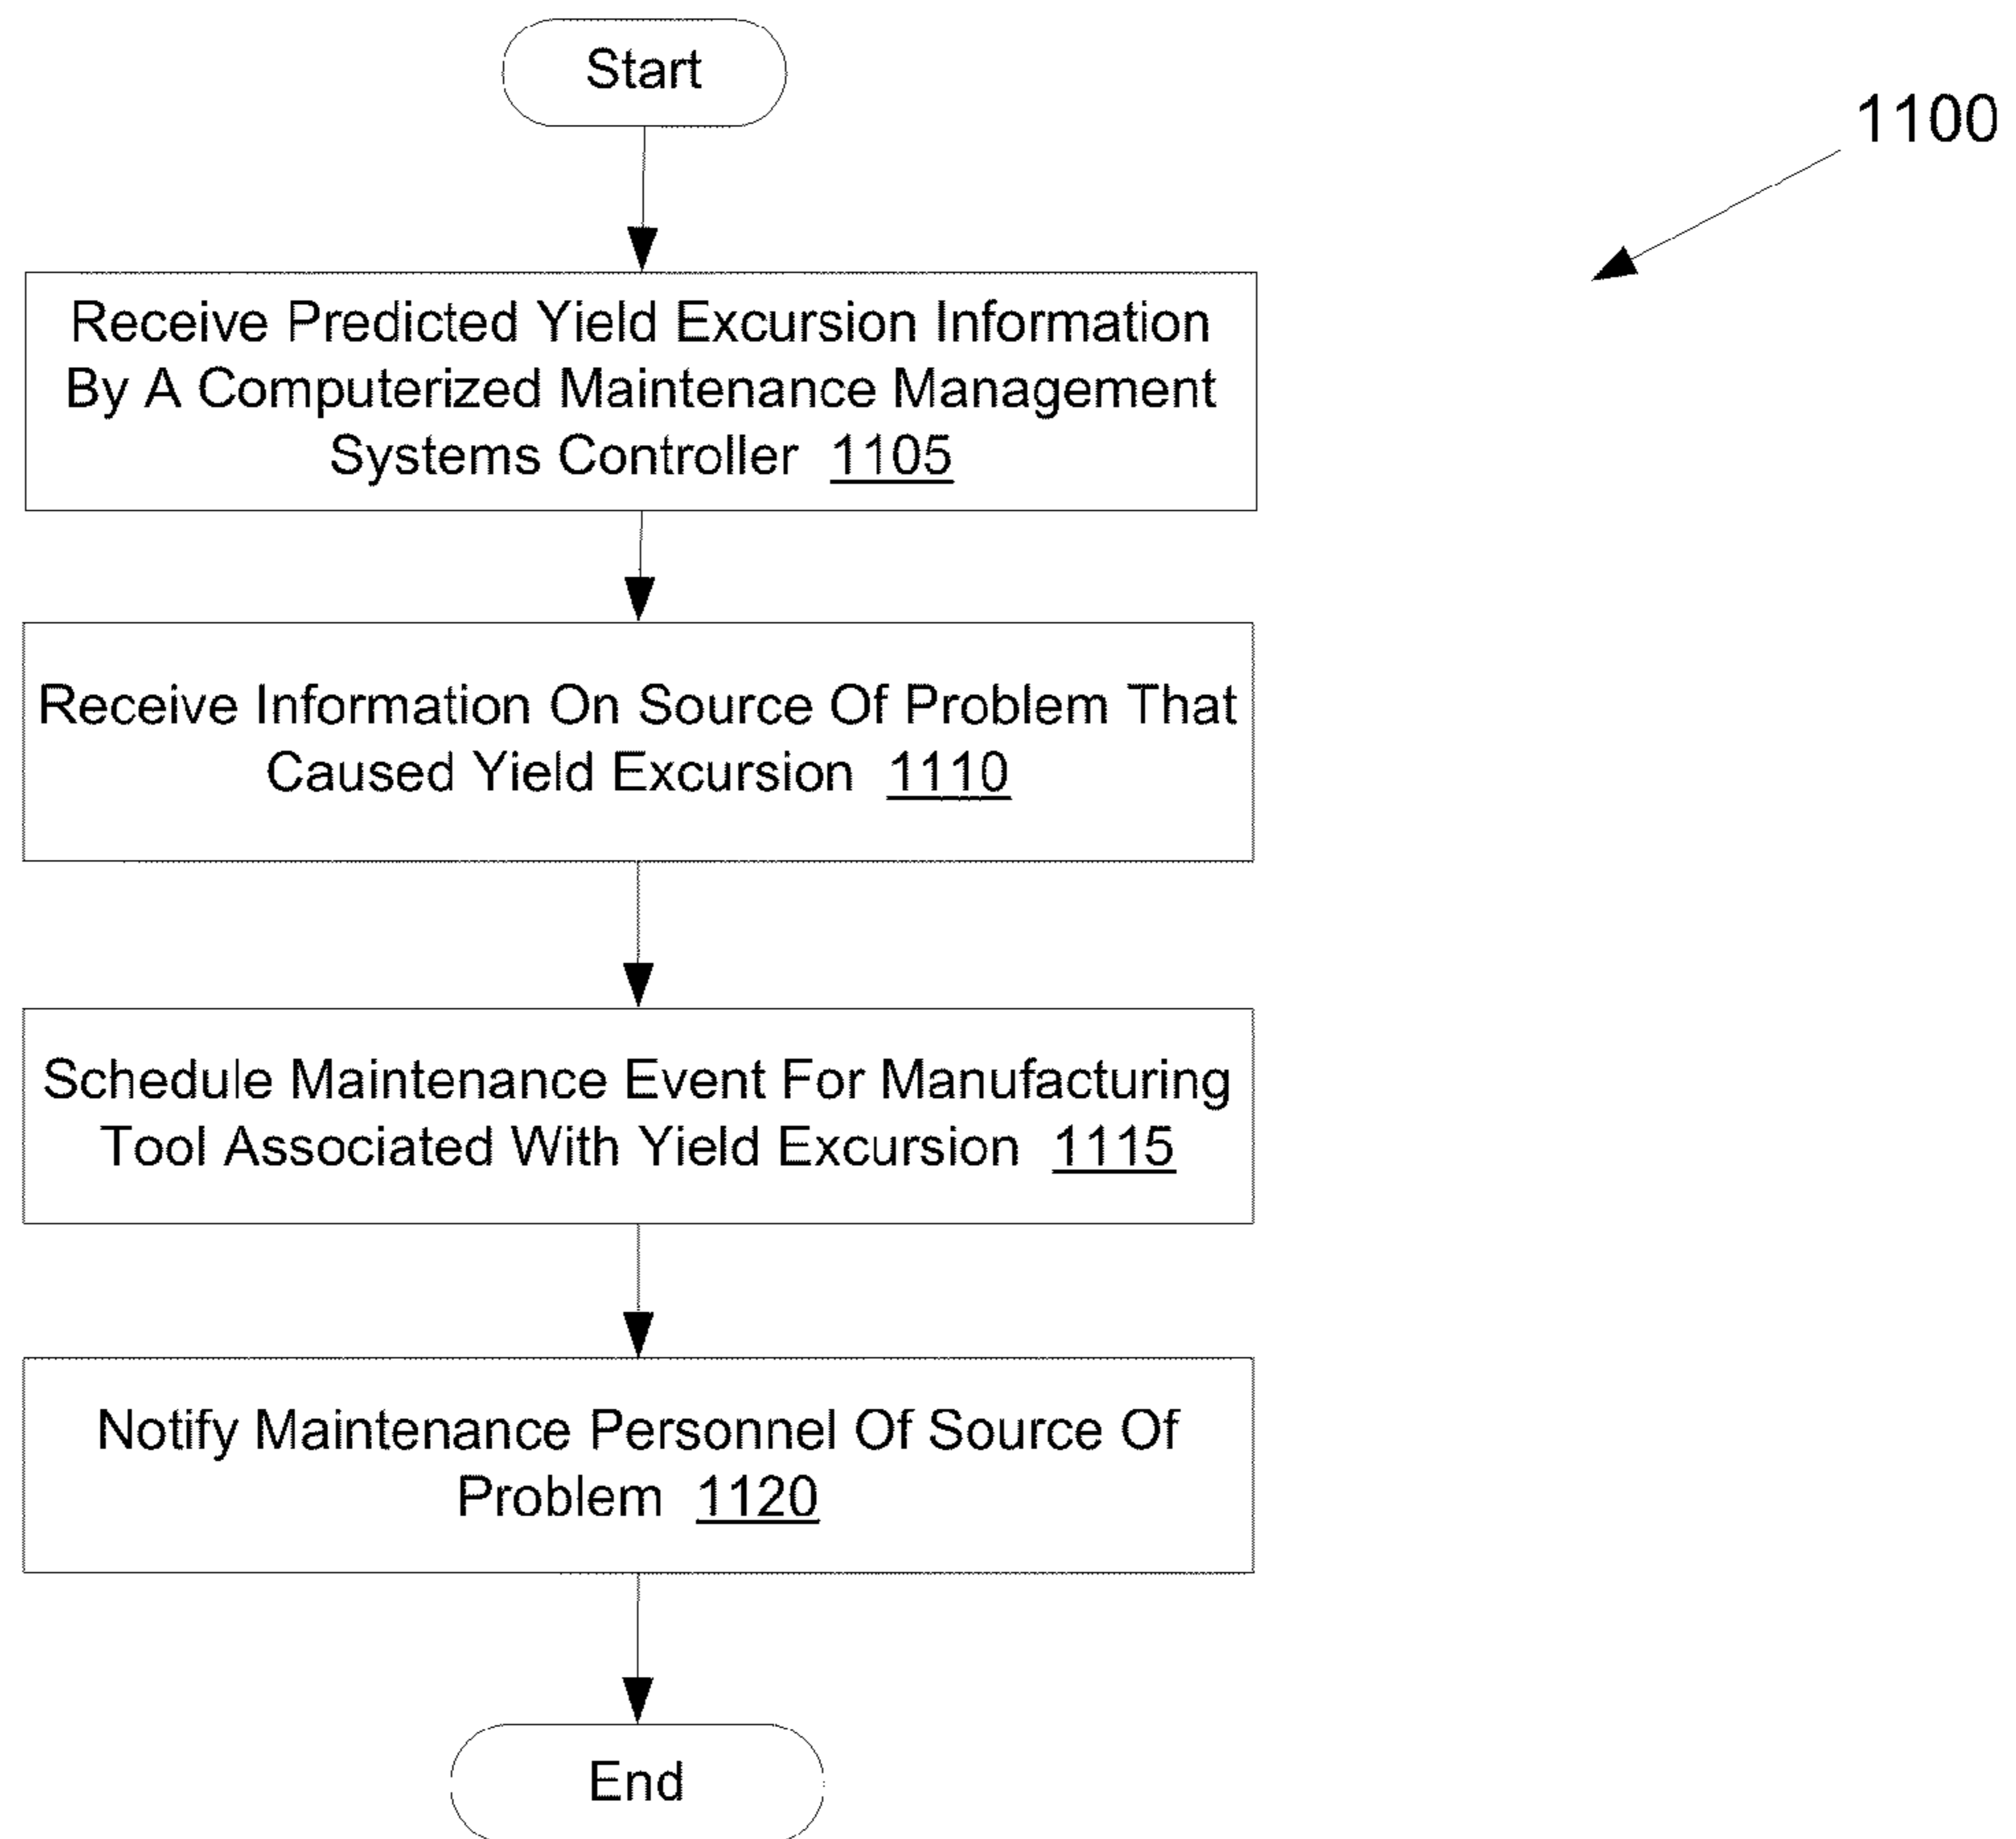 Start
1100
Receive Predicted Yield Excursion Information
By A Computerized Maintenance Management
Systems Controller 1105
Receive Information On Source Of Problem That
Caused Yield Excursion 1110
Schedule Maintenance Event For Manufacturing
Tool Associated With Yield Excursion 1115
Notify Maintenance Personnel Of Source Of
Problem 1120
End